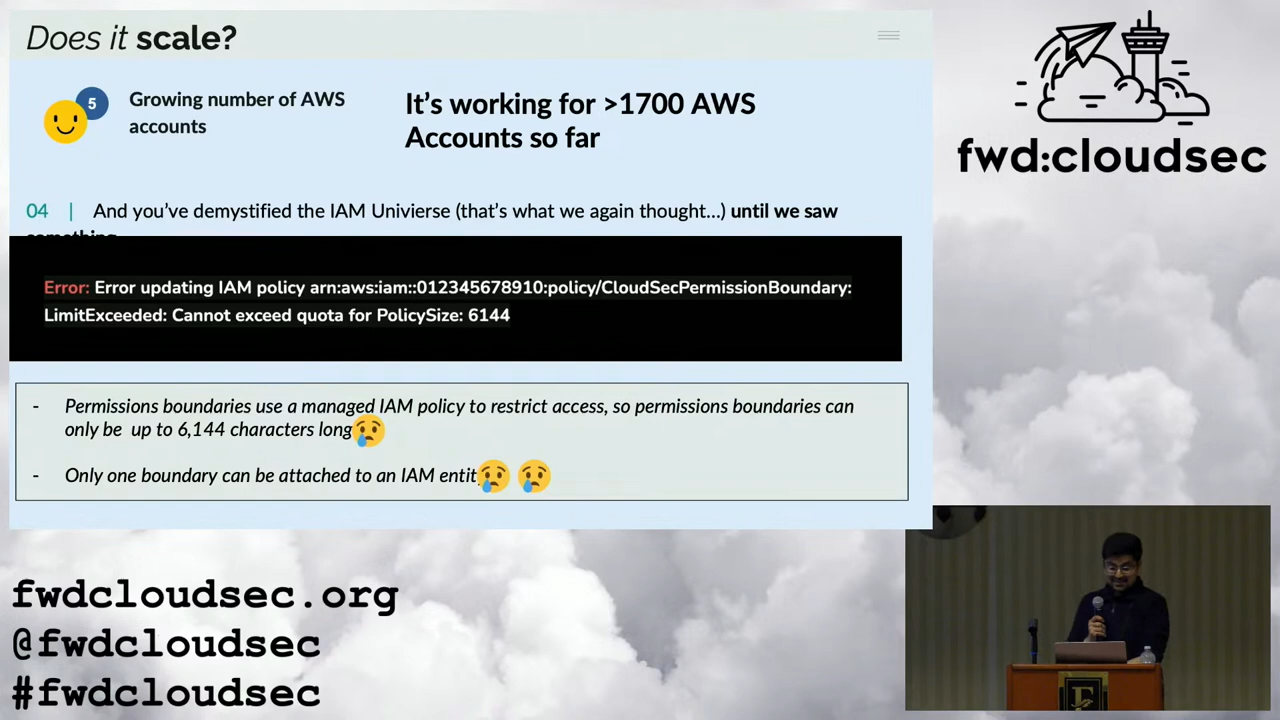 Does it scale?
5
Growing number of AWS
accounts
It's working for >1700 AWS
Accounts so far
04 | And you've demystified the IAM Univierse (that's what we again thought...) until we saw
something
Error: Error updating IAM policy arn:aws:iam::012345678910:policy/CloudSecPermissionBoundary:
LimitExceeded: Cannot exceed quota for PolicySize: 6144
- Permissions boundaries use a managed IAM policy to restrict access, so permissions boundaries can
only be up to 6,144 characters long
- Only one boundary can be attached to an IAM entit
fwd:cloudsec
fwdcloudsec.org
@fwdcloudsec
#fwdcloudsec